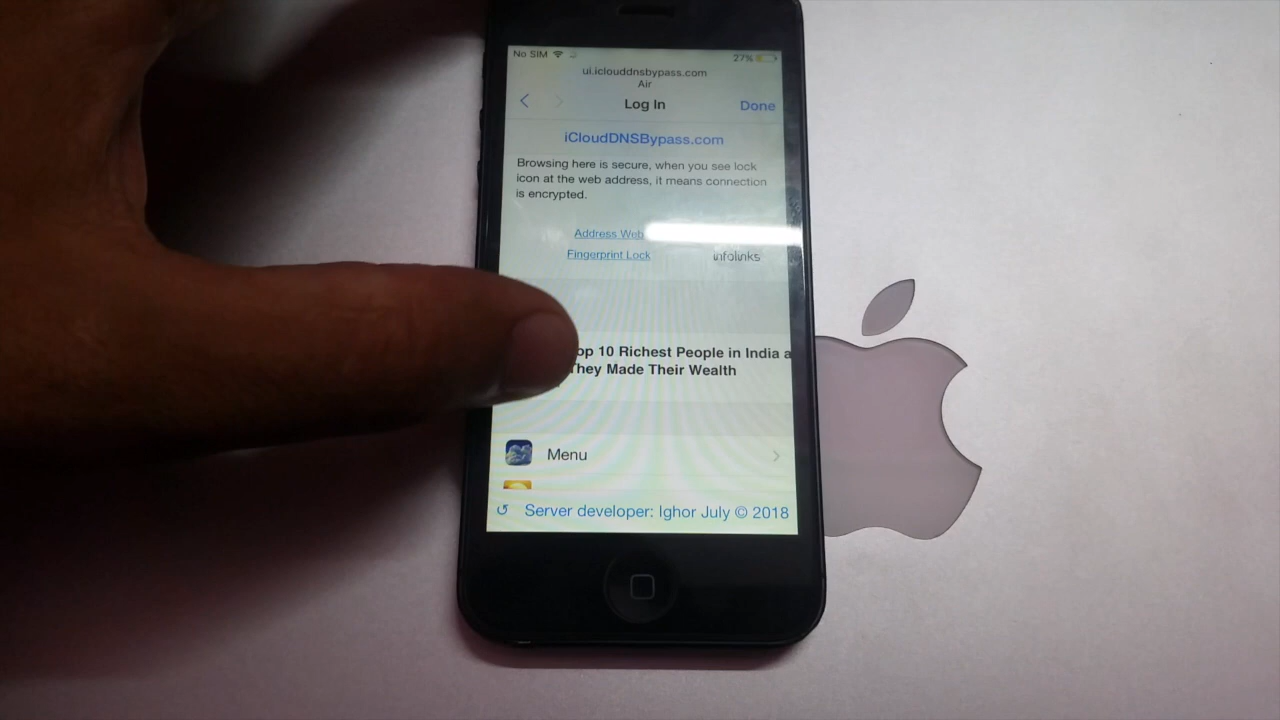 No SIM
27%
ui.iclouddnsbypass.com
Air
Log In
Done
iCloudDNSBypass.com
Browsing here is secure, when you see lock
icon at the web address, it means connection
is encrypted.
Address Web
Fingerprint Lock
infolinks
10 Richest People in India
They Made Their Wealth
Menu
Server developer: Ighor July © 2018